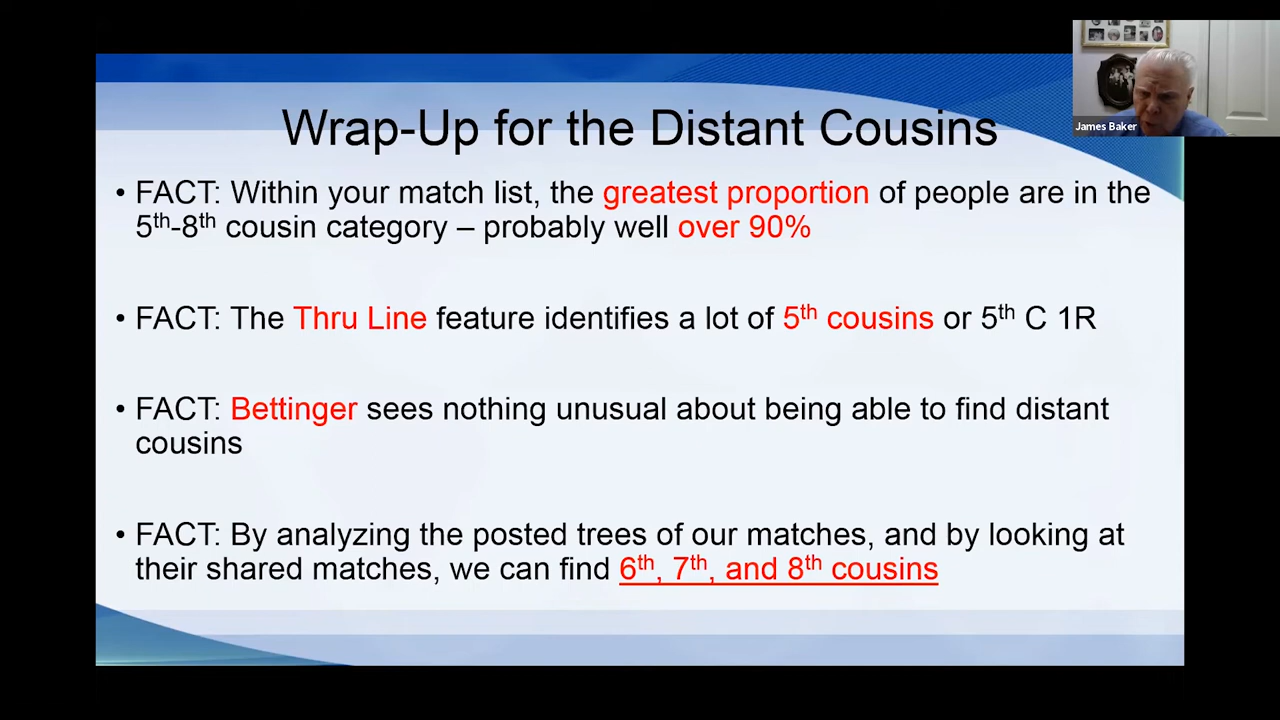 Wrap-Up for the Distant Cousins
James Baker
• FACT: Within your match list, the greatest proportion of people are in the
5th-8th cousin category – probably well over 90%
• FACT: The Thru Line feature identifies a lot of 5th cousins or 5th C 1R
• FACT: Bettinger sees nothing unusual about being able to find distant
cousins
• FACT: By analyzing the posted trees of our matches, and by looking at
their shared matches, we can find 6th, 7th, and 8th cousins